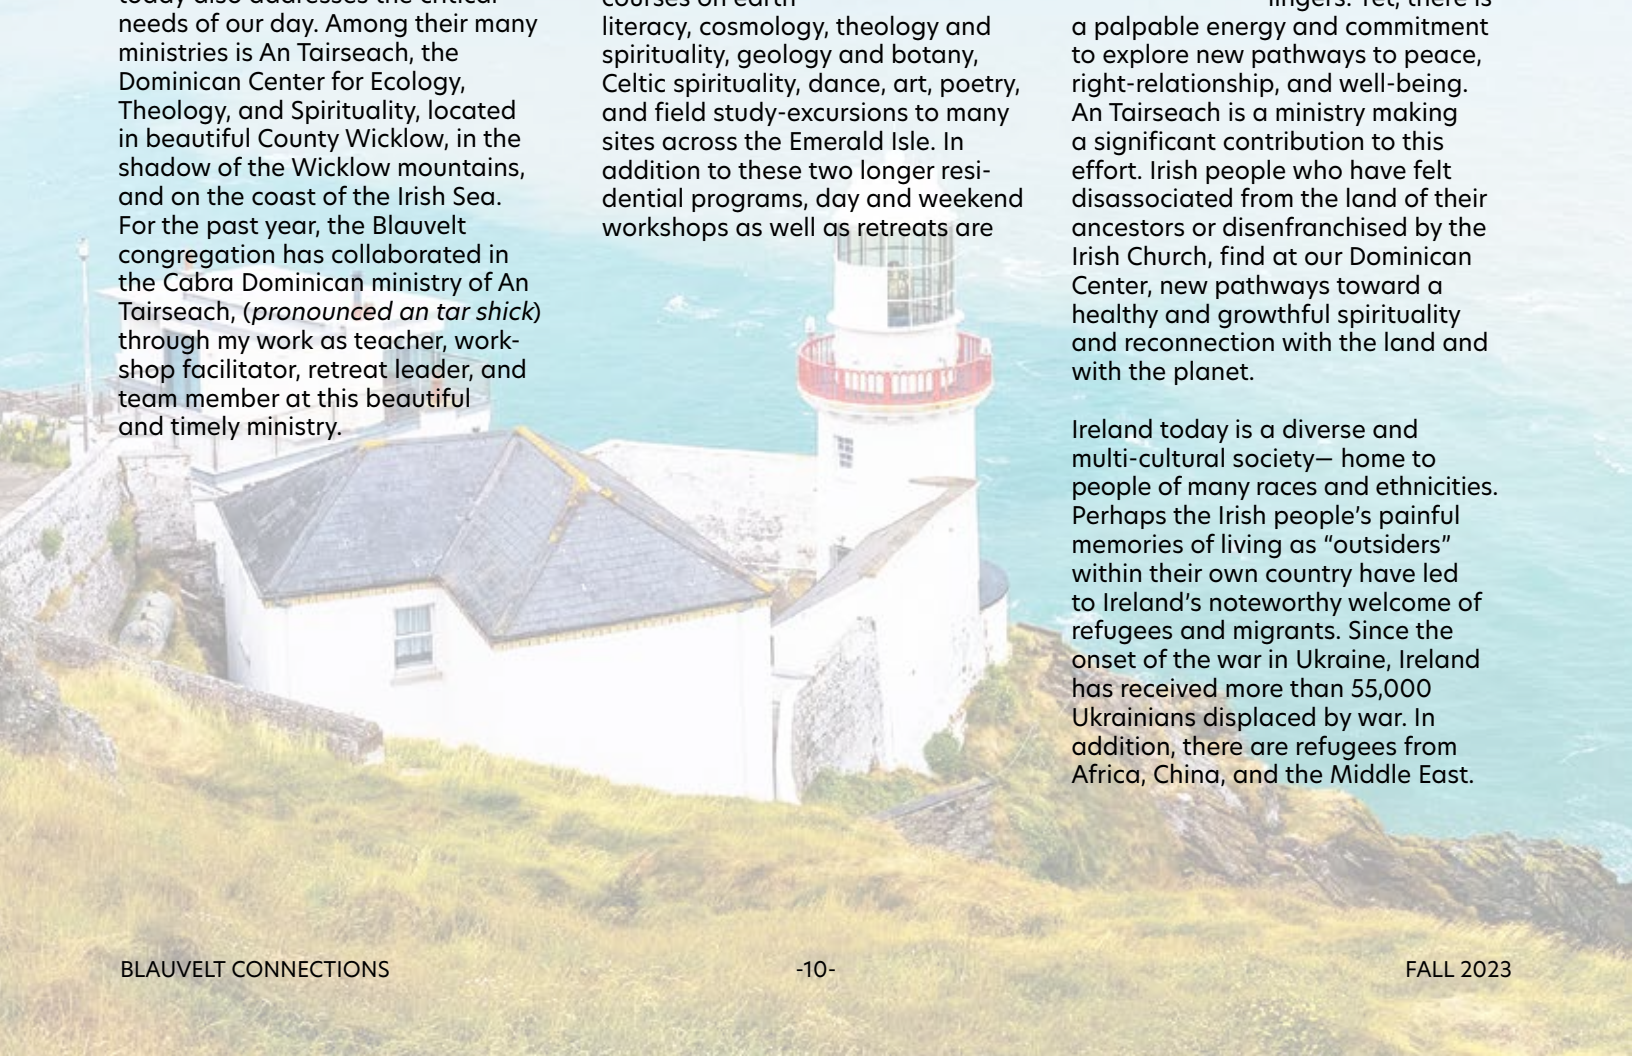 today also addresses the critical
needs of our day. Among their many
ministries is An Tairseach, the
Dominican Center for Ecology,
Theology, and Spirituality, located
in beautiful County Wicklow, in the
shadow of the Wicklow mountains,
and on the coast of the Irish Sea.
For the past year, the Blauvelt
congregation has collaborated in
the Cabra Dominican ministry of An
Tairseach, (pronounced an tar shick)
through my work as teacher, work-
shop facilitator, retreat leader, and
team member at this beautiful
and timely ministry.
courses on earth
literacy, cosmology, theology and
spirituality, geology and botany,
Celtic spirituality, dance, art, poetry,
and field study-excursions to many
sites across the Emerald Isle. In
addition to these two longer resi-
dential programs, day and weekend
workshops as well as retreats are
lingers. Yet, there is
a palpable energy and commitment
to explore new pathways to peace,
right-relationship, and well-being.
An Tairseach is a ministry making
a significant contribution to this
effort. Irish people who have felt
disassociated from the land of their
ancestors or disenfranchised by the
Irish Church, find at our Dominican
Center, new pathways toward a
healthy and growthful spirituality
and reconnection with the land and
with the planet.
Ireland today is a diverse and
multi-cultural society— home to
people of many races and ethnicities.
Perhaps the Irish people’s painful
memories of living as “outsiders”
within their own country have led
to Ireland’s noteworthy welcome of
refugees and migrants. Since the
onset of the war in Ukraine, Ireland
has received more than 55,000
Ukrainians displaced by war. In
addition, there are refugees from
Africa, China, and the Middle East.
BLAUVELT CONNECTIONS
-10-
FALL 2023